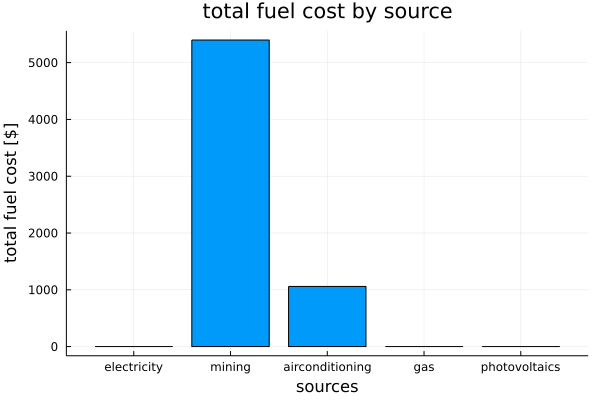 total fuel cost by source
total fuel cost [$]
5000
4000
3000
2000
1000
0
electricity mining airconditioning gas photovoltaics
sources